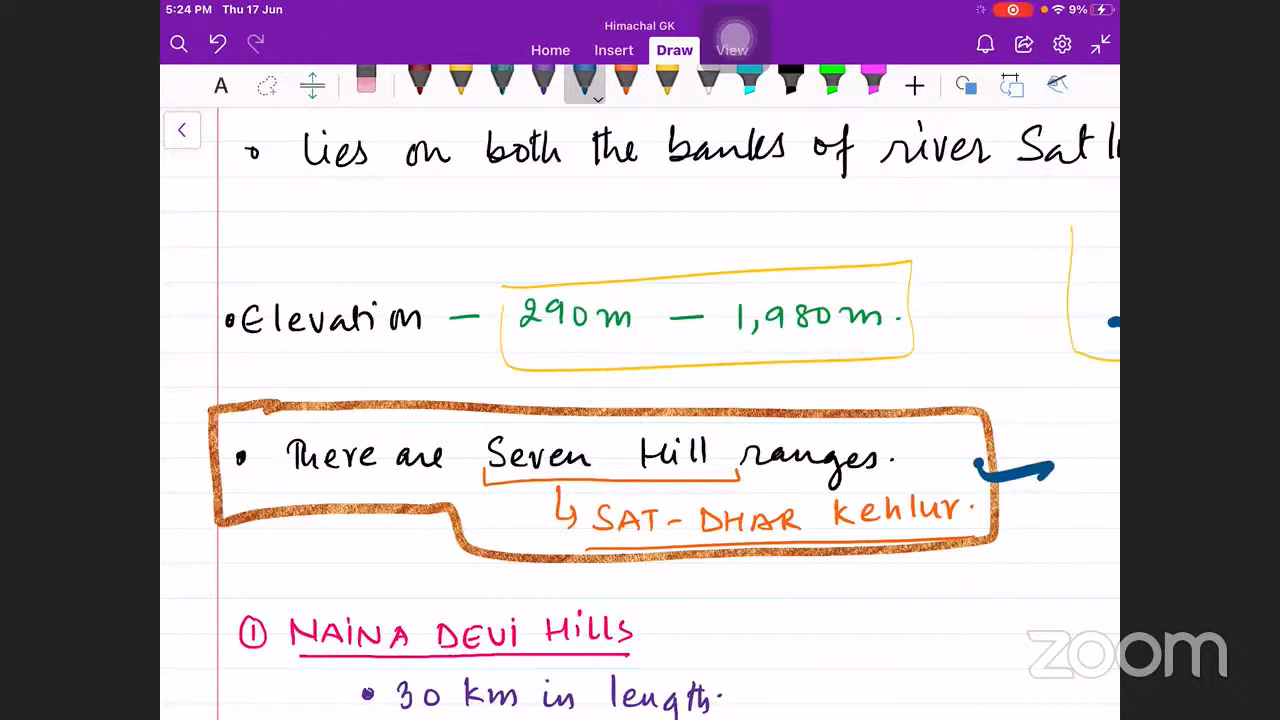 5:24 PM Thu 17 Jun
9%
Himachal GK
Home Insert Draw View
A
• Lies on both the banks of river
• Elevation – 290m – 1,980m.
• There are Seven Hill ranges.
↳ SAT-DHAR Kehlur.
① NAINA DEVI Hills
• 30 km in length.
zoom